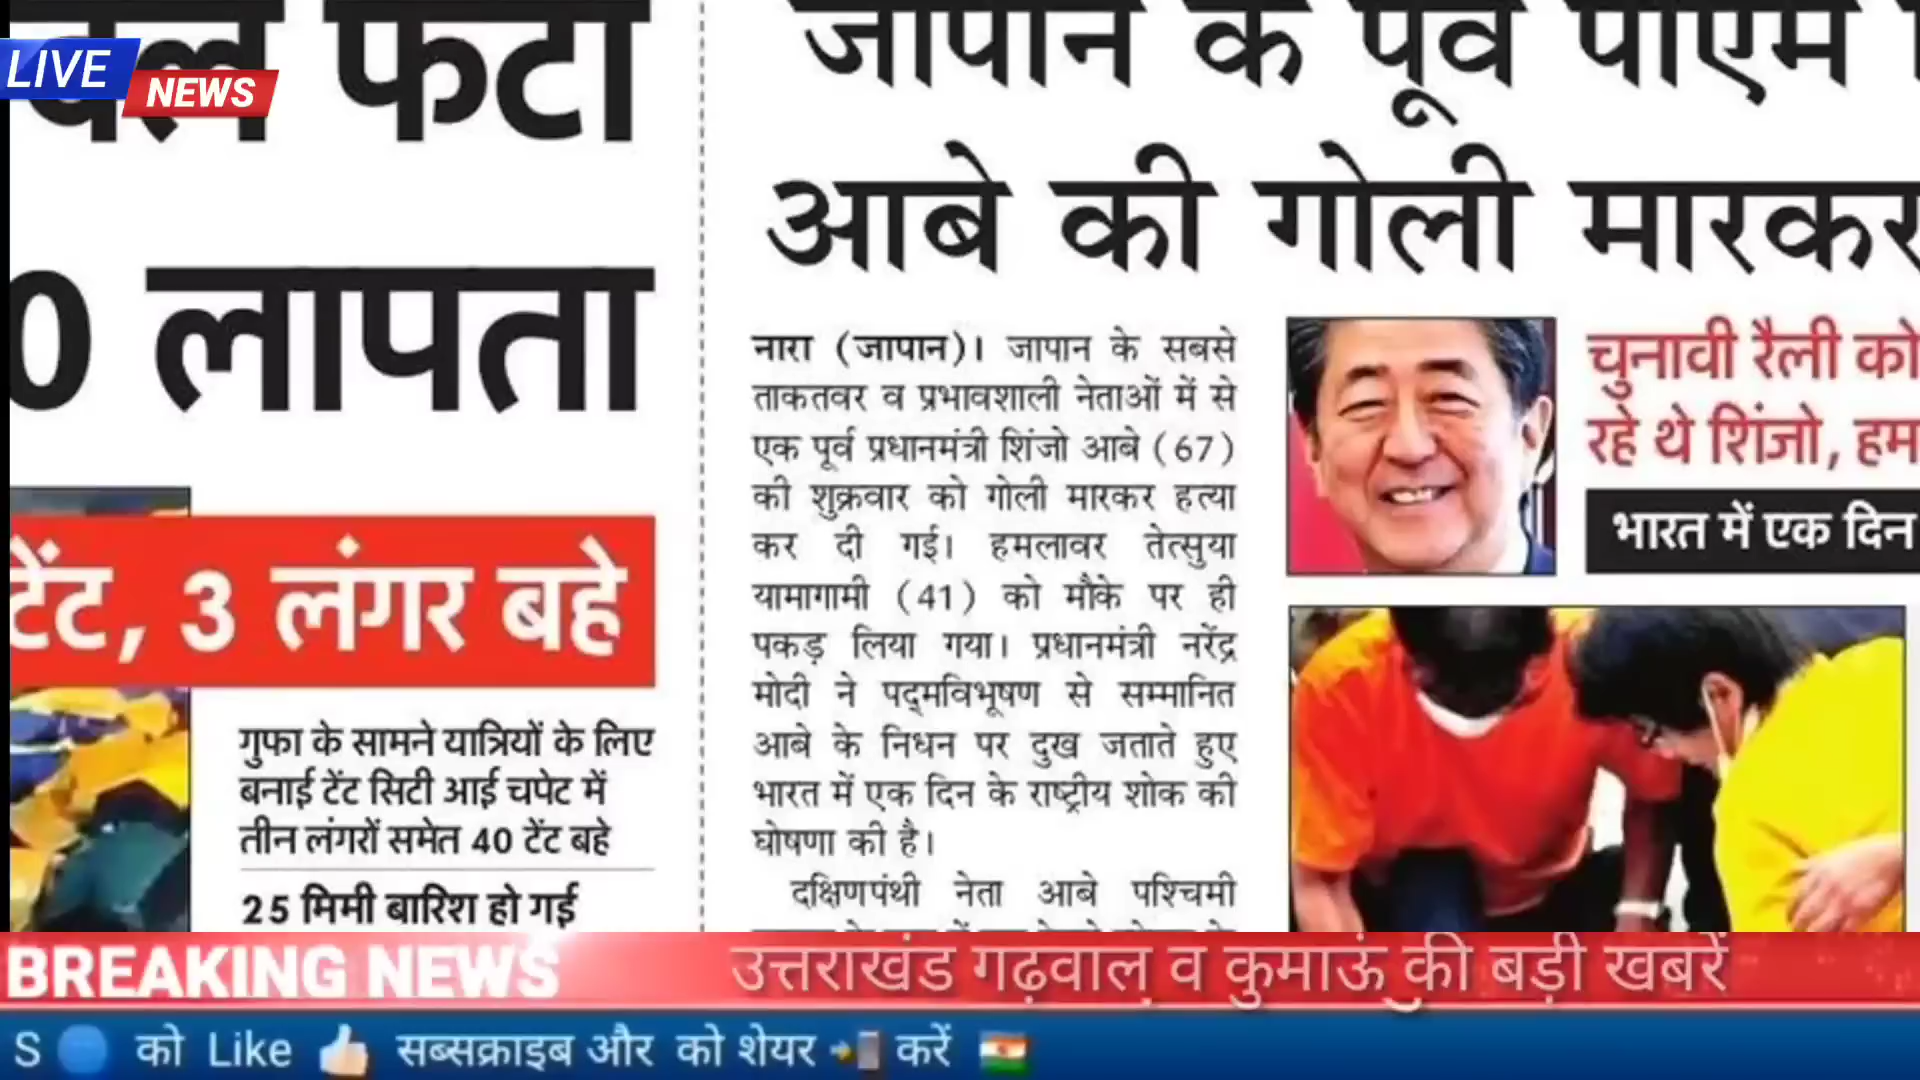 LIVE
NEWS
फटा
0 लापता
टेंट, 3 लंगर बहे
गुफा के सामने यात्रियों के लिए
बनाई टेंट सिटी आई चपेट में
तीन लंगरों समेत 40 टेंट बहे
25 मिमी बारिश हो गई
जापान के पूर्व पीएम
आबे की गोली मारकर
नारा (जापान)। जापान के सबसे
ताकतवर व प्रभावशाली नेताओं में से
एक पूर्व प्रधानमंत्री शिंजो आबे (67)
की शुक्रवार को गोली मारकर हत्या
कर दी गई। हमलावर तेत्सुया
यामागामी (41) को मौके पर ही
पकड़ लिया गया। प्रधानमंत्री नरेंद्र
मोदी ने पद्मविभूषण से सम्मानित
आबे के निधन पर दुख जताते हुए
भारत में एक दिन के राष्ट्रीय शोक की
घोषणा की है।
दक्षिणपंथी नेता आबे पश्चिमी
चुनावी रैली को
रहे थे शिंजो, हम
भारत में एक दिन
BREAKING NEWS उत्तराखंड गढ़वाल व कुमाऊं की बड़ी खबरें
S को Like सब्सक्राइब और को शेयर करें